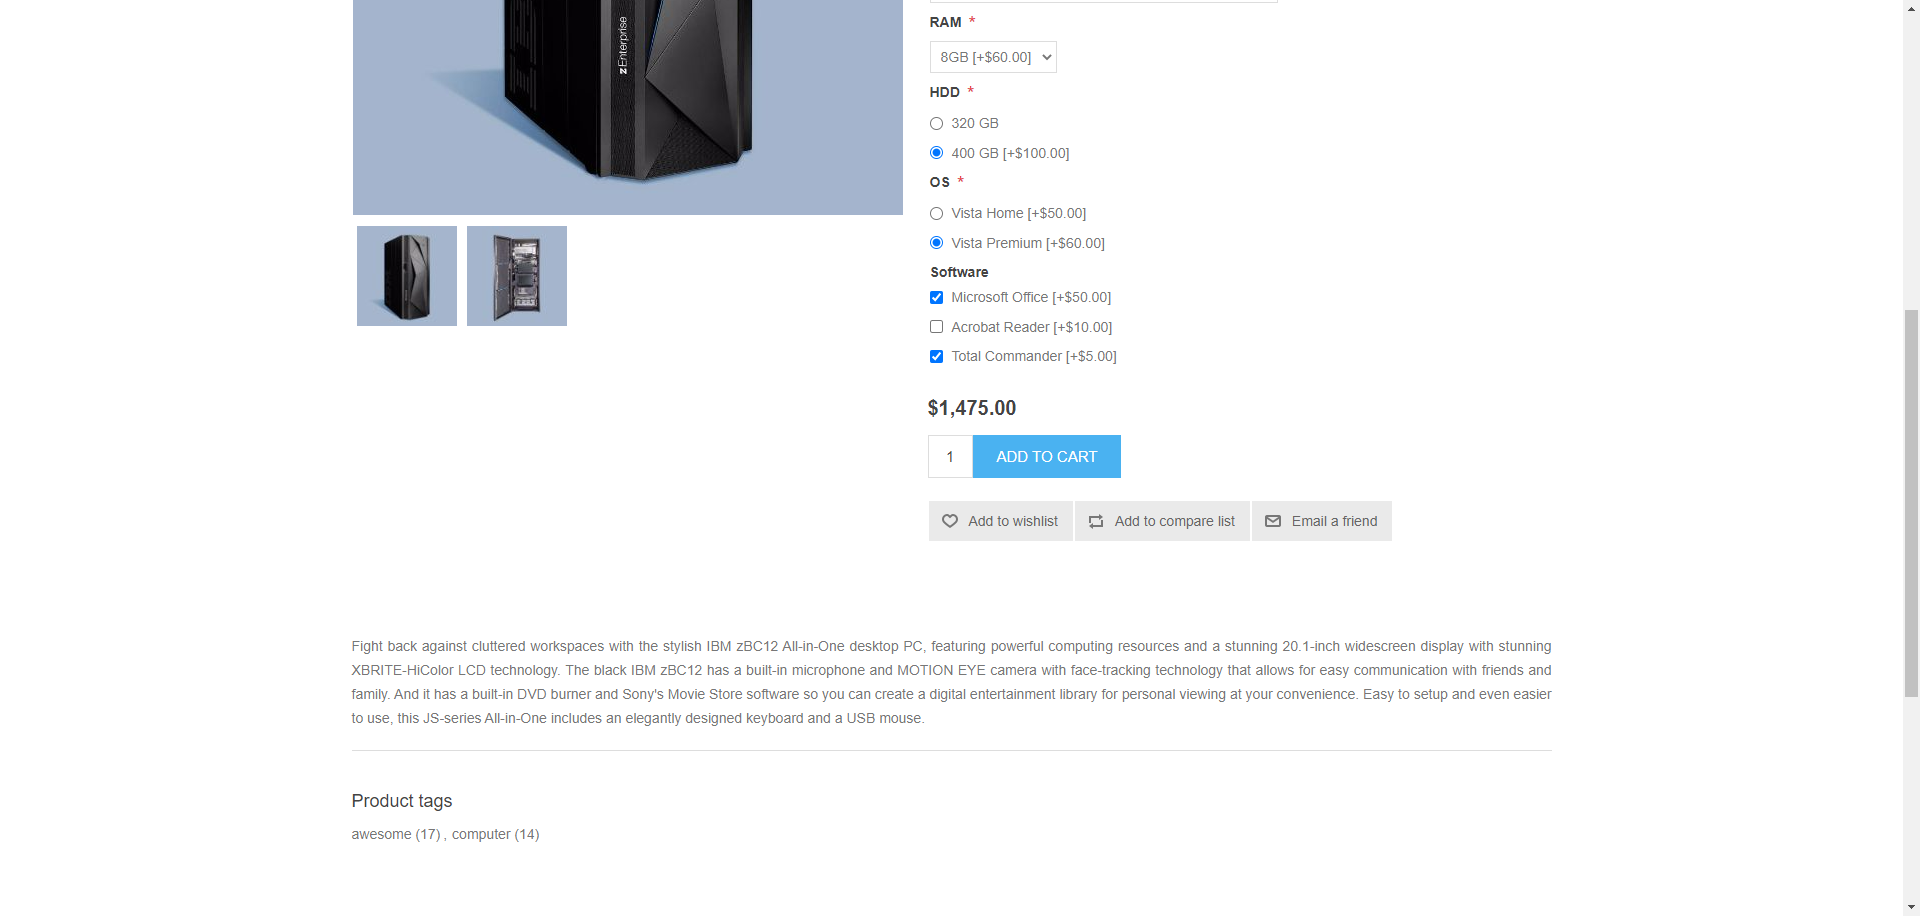 zEnterprise
RAM *
8GB [+$60.00]
HDD *
320 GB
400 GB [+$100.00]
OS *
Vista Home [+$50.00]
Vista Premium [+$60.00]
Software
Microsoft Office [+$50.00]
Acrobat Reader [+$10.00]
Total Commander [+$5.00]
$1,475.00
1 ADD TO CART
Add to wishlist Add to compare list Email a friend
Fight back against cluttered workspaces with the stylish IBM zBC12 All-in-One desktop PC, featuring powerful computing resources and a stunning 20.1-inch widescreen display with stunning
XBRITE-HiColor LCD technology. The black IBM zBC12 has a built-in microphone and MOTION EYE camera with face-tracking technology that allows for easy communication with friends and
family. And it has a built-in DVD burner and Sony's Movie Store software so you can create a digital entertainment library for personal viewing at your convenience. Easy to setup and even easier
to use, this JS-series All-in-One includes an elegantly designed keyboard and a USB mouse.
Product tags
awesome (17) , computer (14)